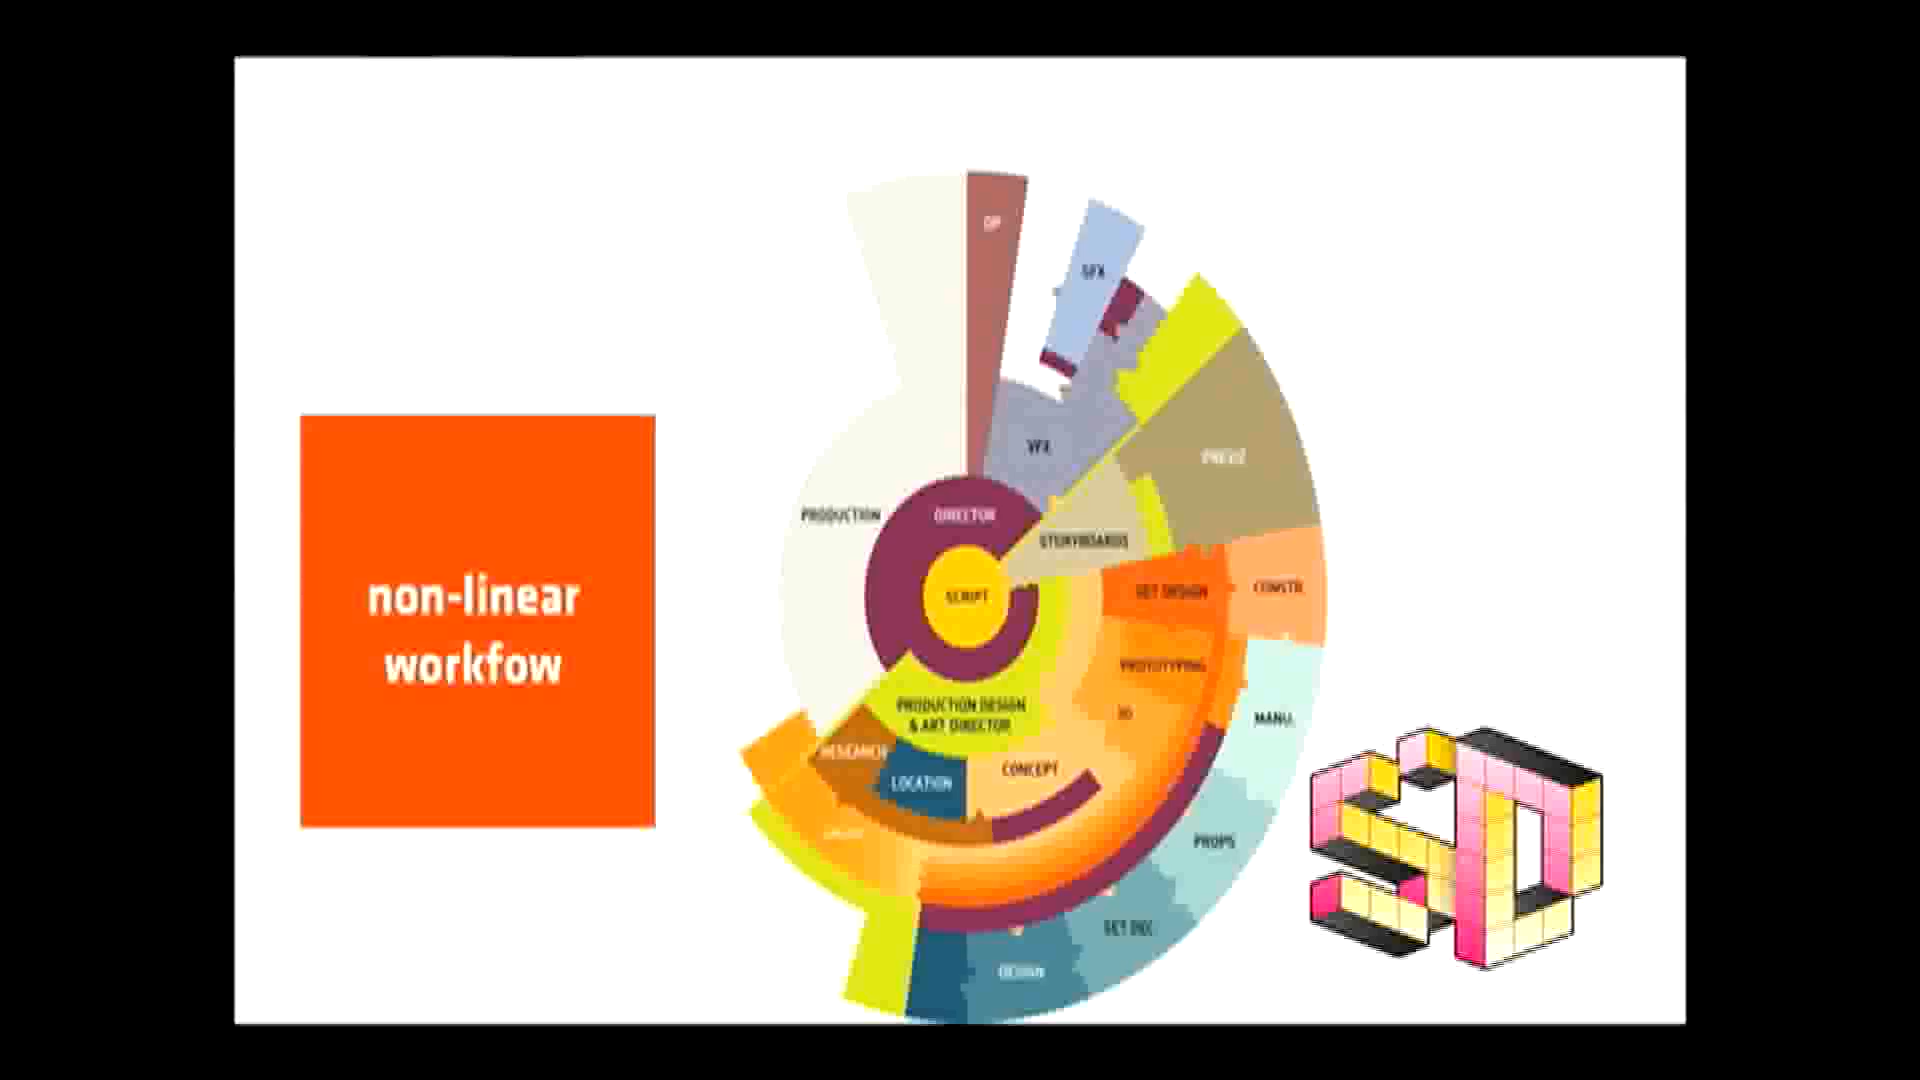 non-linear
workfow
DP
SFX
VFX
PREVIZ
PRODUCTION
DIRECTOR
STORYBOARDS
SCRIPT
SET DESIGN
CONSTR.
PROTOTYPING
3D
PRODUCTION DESIGN
& ART DIRECTOR
MANU.
RESEARCH
LOCATION
CONCEPT
PROPS
SET DEC
DESIGN